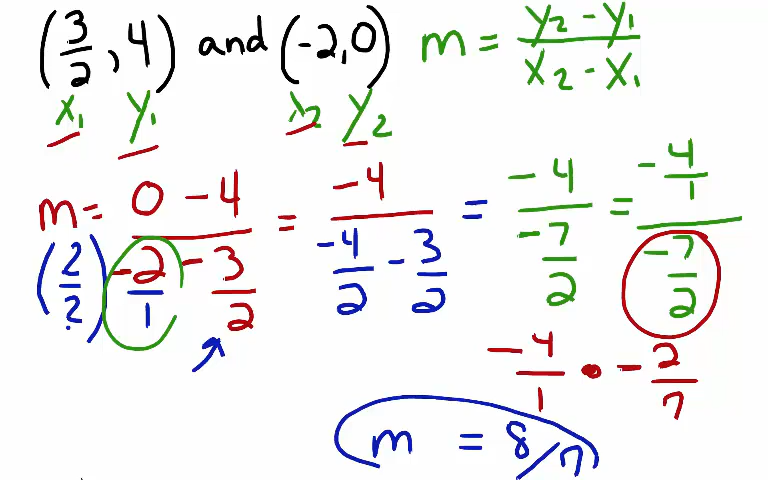 (3/2, 4) and (-2, 0) m = y₂ - y₁ / x₂ - x₁
x₁ y₁ x₂ y₂
m = 0 - 4 / -2/1 - 3/2 = -4 / -4/2 - 3/2 = -4 / -7/2 = -4/1 / -7/2
(2/2)
-4/1 • -2/7
m = 8/7